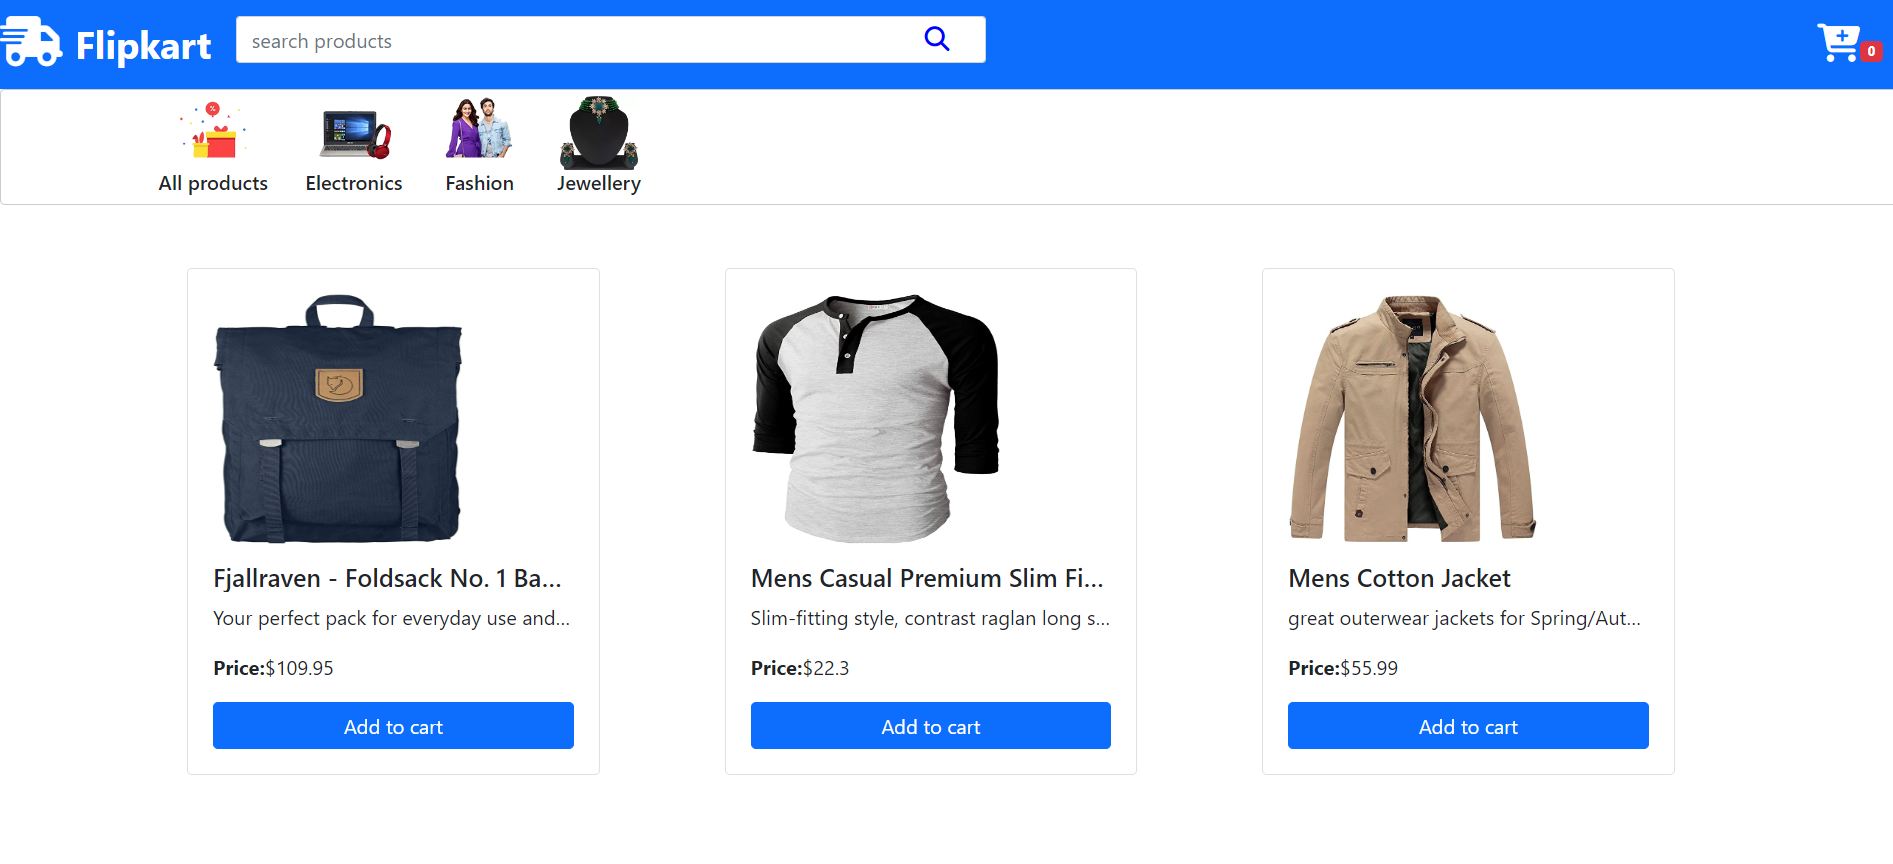 Flipkart
search products
0
%
All products Electronics Fashion Jewellery
Fjallraven - Foldsack No. 1 Ba...
Your perfect pack for everyday use and...
Price:$109.95
Add to cart
Mens Casual Premium Slim Fi...
Slim-fitting style, contrast raglan long s...
Price:$22.3
Add to cart
Mens Cotton Jacket
great outerwear jackets for Spring/Aut...
Price:$55.99
Add to cart